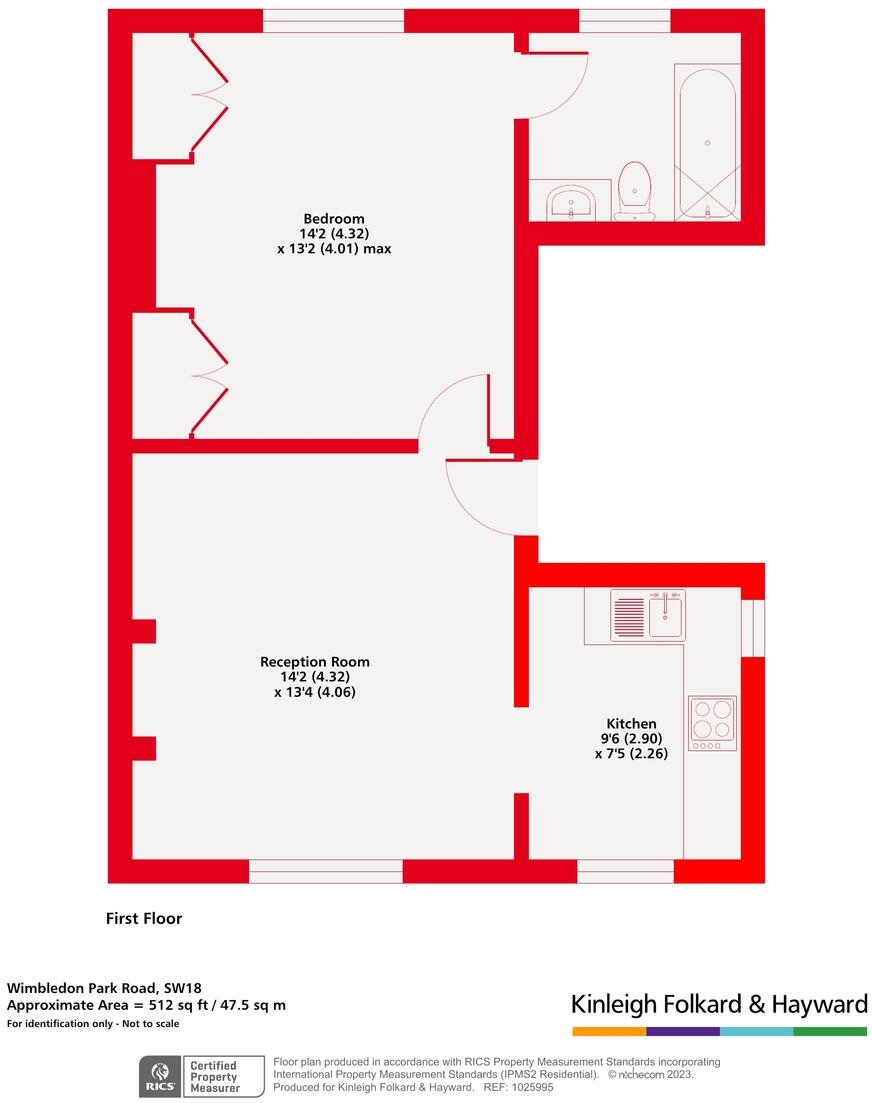 Bedroom
14'2 (4.32)
x 13'2 (4.01) max
Reception Room
14'2 (4.32)
x 13'4 (4.06)
Kitchen
9'6 (2.90)
x 7'5 (2.26)
First Floor
Wimbledon Park Road, SW18
Approximate Area = 512 sq ft / 47.5 sq m
For identification only - Not to scale
Kinleigh Folkard & Hayward
RICS
Certified
Property
Measurer
Floor plan produced in accordance with RICS Property Measurement Standards incorporating
International Property Measurement Standards (IPMS2 Residential). © nichecom 2023.
Produced for Kinleigh Folkard & Hayward. REF: 1025995